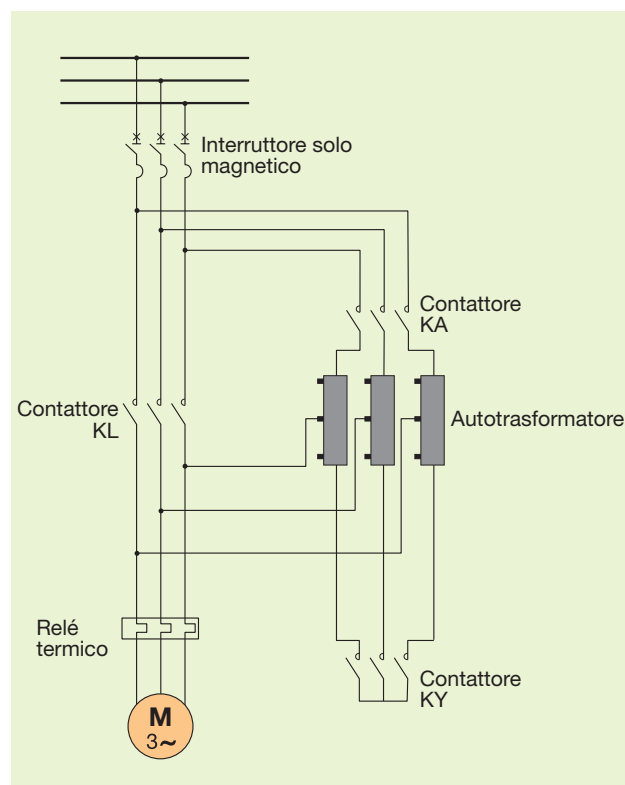 Interruttore solo
magnetico
Contattore
KA
Contattore
KL
Autotrasformatore
Relé
termico
Contattore
KY
M
3~